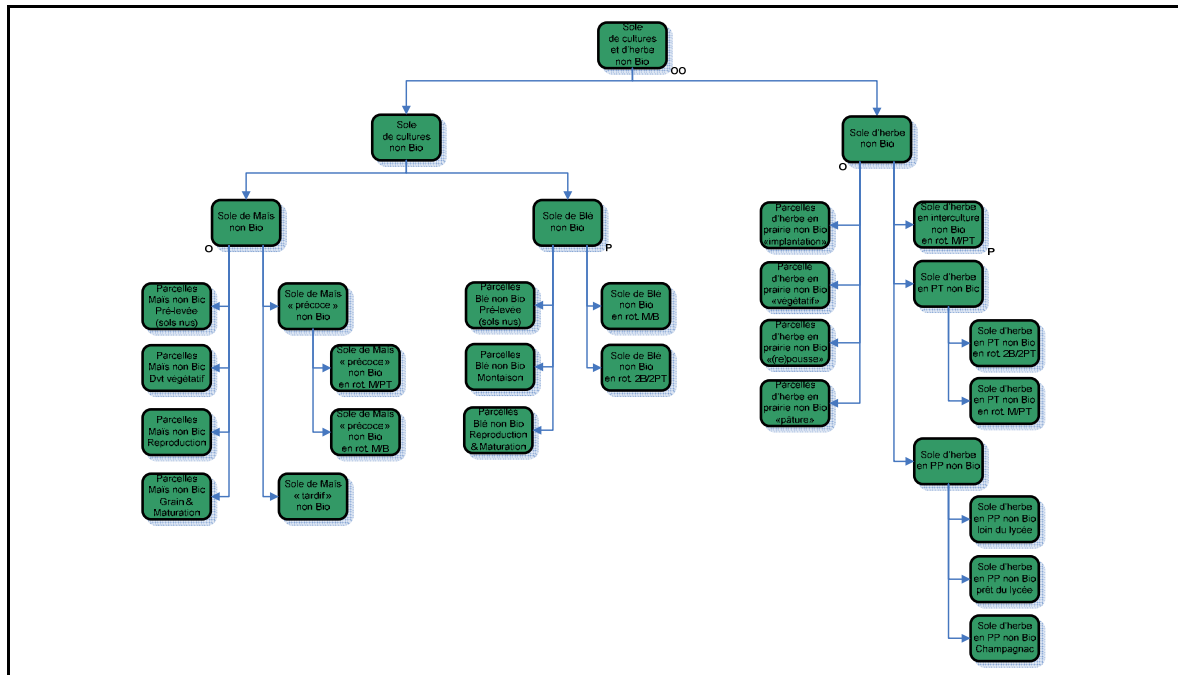 Sole
de cultures
et d'herbe
non Bio
OO
Sole
de cultures
non Bio
Sole d'herbe
non Bio
O
Sole de Maïs
non Bio
O
Sole de Blé
non Bio
P
Parcelles
d'herbe en
prairie non Bio
«implantation»
Sole d'herbe
en interculture
non Bio
en rot. M/PT
P
Parcelle
d'herbe en
prairie non Bio
«végétatif»
Sole d'herbe
en PT non Bio
Parcelles
Maïs non Bio
Pré-levée
(sols nus)
Sole de Maïs
« précoce »
non Bio
Parcelles
Blé non Bio
Pré-levée
(sols nus)
Sole de Blé
non Bio
en rot. M/B
Parcelles
d'herbe en
prairie non Bio
«(re)pousse»
Sole d'herbe
en PT non Bio
en rot. 2B/2PT
Parcelles
Maïs non Bio
Dvt végétatif
Sole de Maïs
« précoce »
non Bio
en rot. M/PT
Parcelles
Blé non Bio
Montaison
Sole de Blé
non Bio
en rot. 2B/2PT
Parcelles
d'herbe en
prairie non Bio
«pâture»
Sole d'herbe
en PT non Bio
en rot. M/PT
Parcelles
Maïs non Bio
Reproduction
Sole de Maïs
« précoce »
non Bio
en rot. M/B
Parcelles
Blé non Bio
Reproduction
& Maturation
Sole d'herbe
en PP non Bio
Parcelles
Maïs non Bio
Grain &
Maturation
Sole de Maïs
« tardif »
non Bio
Sole d'herbe
en PP non Bio
loin du lycée
Sole d'herbe
en PP non Bio
prêt du lycée
Sole d'herbe
en PP non Bio
Champagnac